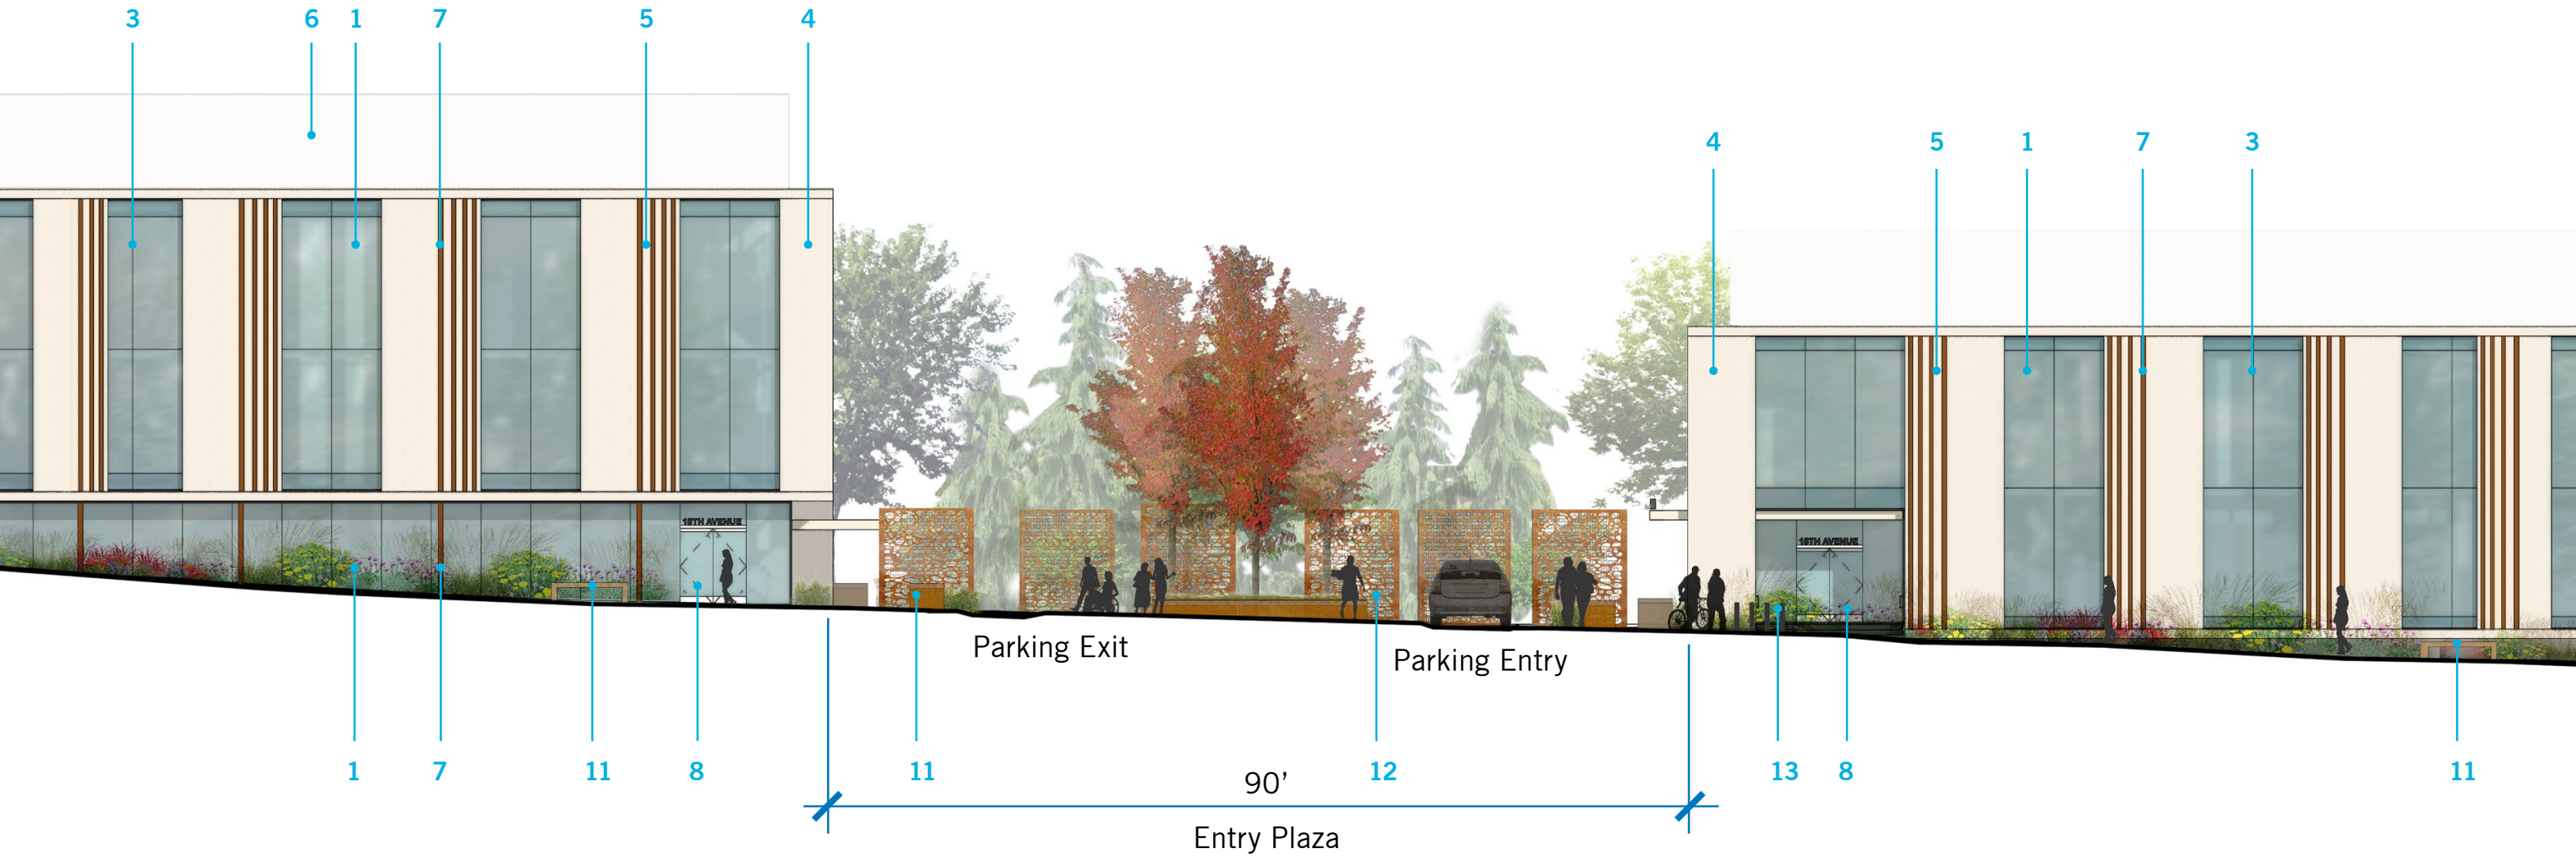 3 6 1 7 5 4
4 5 1 7 3
18TH AVENUE
18TH AVENUE
Parking Exit
Parking Entry
1 7 11 8 11 12 13 8 11
90’
Entry Plaza